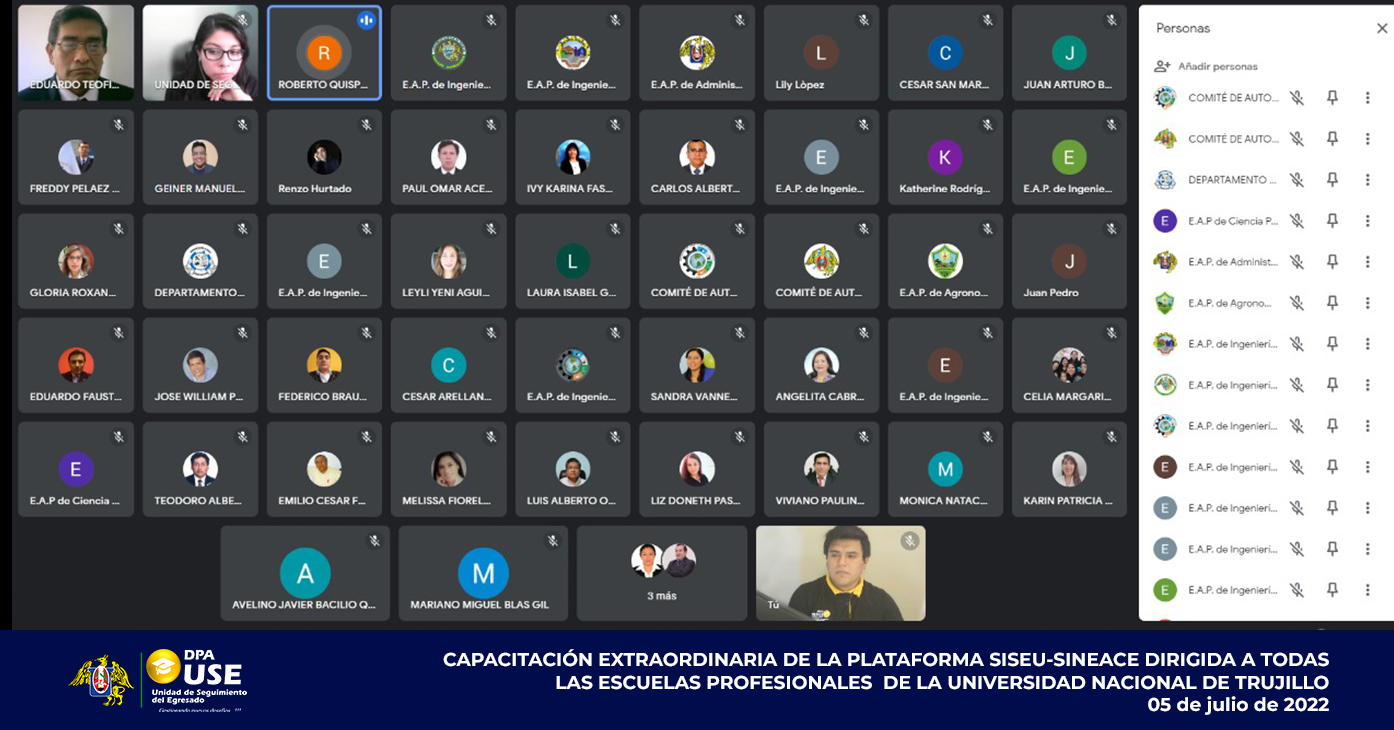 EDUARDO TEOFI...
UNIDAD DE SEG...
R
ROBERTO QUISP...
E.A.P. de Ingenie...
E.A.P. de Ingenie...
E.A.P. de Adminis...
L
Lily Lòpez
C
CESAR SAN MAR...
J
JUAN ARTURO B...
FREDDY PELAEZ ...
GEINER MANUEL...
Renzo Hurtado
PAUL OMAR ACE...
IVY KARINA FAS...
CARLOS ALBERT...
E
E.A.P. de Ingenie...
K
Katherine Rodríg...
E
E.A.P. de Ingenie...
GLORIA ROXAN...
DEPARTAMENTO...
E
E.A.P. de Ingenie...
LEYLI YENI AGUI...
L
LAURA ISABEL G...
COMITÉ DE AUT...
COMITÉ DE AUT...
E.A.P. de Agrono...
J
Juan Pedro
EDUARDO FAUST...
JOSE WILLIAM P...
FEDERICO BRAU...
C
CESAR ARELLAN...
E.A.P. de Ingenie...
SANDRA VANNE...
ANGELITA CABR...
E
E.A.P. de Ingenie...
CELIA MARGARI...
E
E.A.P de Ciencia ...
TEODORO ALBE...
EMILIO CESAR F...
MELISSA FIOREL...
LUIS ALBERTO O...
LIZ DONETH PAS...
VIVIANO PAULIN...
M
MONICA NATAC...
KARIN PATRICIA ...
A
AVELINO JAVIER BACILIO Q...
M
MARIANO MIGUEL BLAS GIL
3 más
Tú
Personas
Añadir personas
COMITÉ DE AUTO...
COMITÉ DE AUTO...
DEPARTAMENTO ...
E
E.A.P de Ciencia P...
E.A.P. de Administ...
E.A.P. de Agrono...
E.A.P. de Ingenierí...
E.A.P. de Ingenierí...
E.A.P. de Ingenierí...
E
E.A.P. de Ingenierí...
E
E.A.P. de Ingenierí...
E
E.A.P. de Ingenierí...
E
E.A.P. de Ingenierí...
DPA
USE
Unidad de Seguimiento
del Egresado
CAPACITACIÓN EXTRAORDINARIA DE LA PLATAFORMA SISEU-SINEACE DIRIGIDA A TODAS
LAS ESCUELAS PROFESIONALES DE LA UNIVERSIDAD NACIONAL DE TRUJILLO
05 de julio de 2022